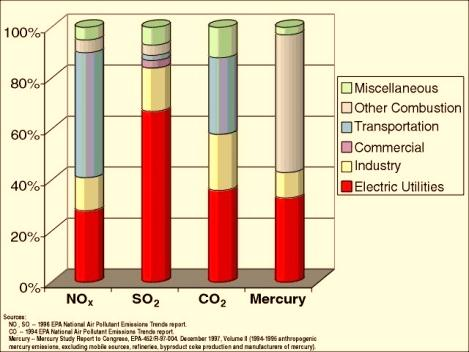 100%
80%
60%
40%
20%
0%
NOx
SO2
CO2
Mercury
Miscellaneous
Other Combustion
Transportation
Commercial
Industry
Electric Utilities
Sources:
NO , SO – 1996 EPA National Air Pollutant Emissions Trends report.
CO – 1994 EPA National Air Pollutant Emissions Trends report.
Mercury – Mercury Study Report to Congress, EPA-452/R-97-004. December 1997, Volume II (1994-1996 anthropogenic
mercury emissions, excluding mobile sources, refineries, byproduct coke production and manufacturers of mercury).